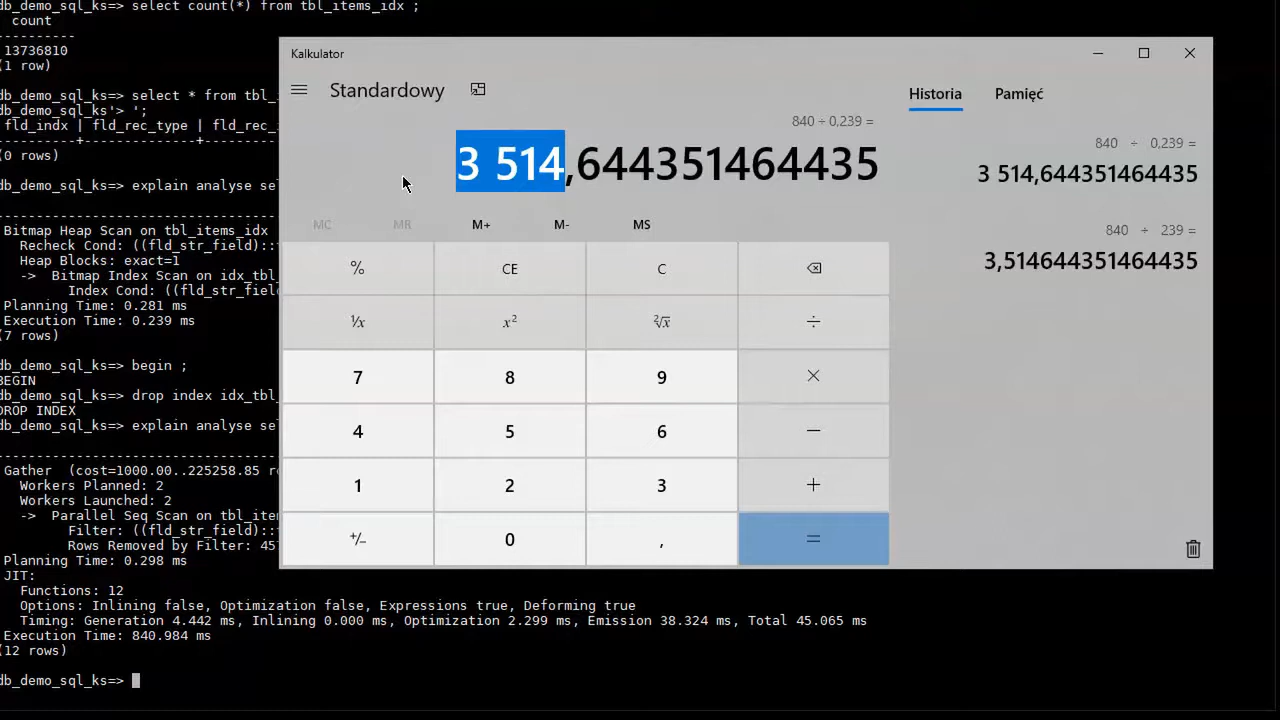 db_demo_sql_ks=> select count(*) from tbl_items_idx ;
count
----------
13736810
(1 row)
db_demo_sql_ks=> select * from tbl_
db_demo_sql_ks'> ';
fld_indx | fld_rec_type | fld_rec_
(0 rows)
db_demo_sql_ks=> explain analyse sel
Bitmap Heap Scan on tbl_items_idx
Recheck Cond: ((fld_str_field)::
Heap Blocks: exact=1
-> Bitmap Index Scan on idx_tbl_
Index Cond: ((fld_str_field
Planning Time: 0.281 ms
Execution Time: 0.239 ms
(7 rows)
db_demo_sql_ks=> begin ;
BEGIN
db_demo_sql_ks=> drop index idx_tbl_
DROP INDEX
db_demo_sql_ks=> explain analyse sel
Gather (cost=1000.00..225258.85 ro
Workers Planned: 2
Workers Launched: 2
-> Parallel Seq Scan on tbl_item
Filter: ((fld_str_field)::
Rows Removed by Filter: 457
Planning Time: 0.298 ms
JIT:
Functions: 12
Options: Inlining false, Optimization false, Expressions true, Deforming true
Timing: Generation 4.442 ms, Inlining 0.000 ms, Optimization 2.299 ms, Emission 38.324 ms, Total 45.065 ms
Execution Time: 840.984 ms
(12 rows)
db_demo_sql_ks=>
Kalkulator
Standardowy
840 ÷ 0,239 =
3 514,644351464435
MC MR M+ M- MS
% CE C
⅟x x² ²√x ÷
7 8 9 ×
4 5 6 −
1 2 3 +
+/− 0 , =
Historia Pamięć
840 ÷ 0,239 =
3 514,644351464435
840 ÷ 239 =
3,514644351464435